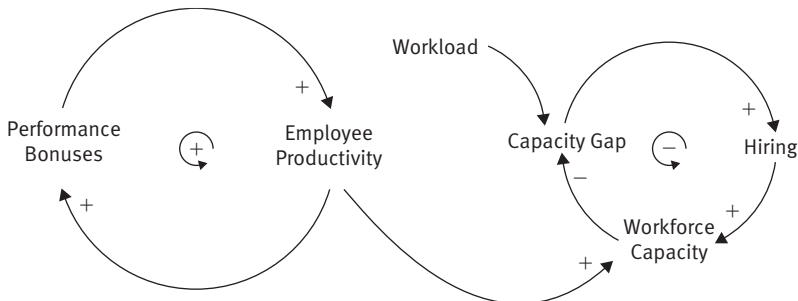 Workload
+
+
Performance
Bonuses
+
Employee
Productivity
Capacity Gap
−
Hiring
+
−
+
Workforce
Capacity
+